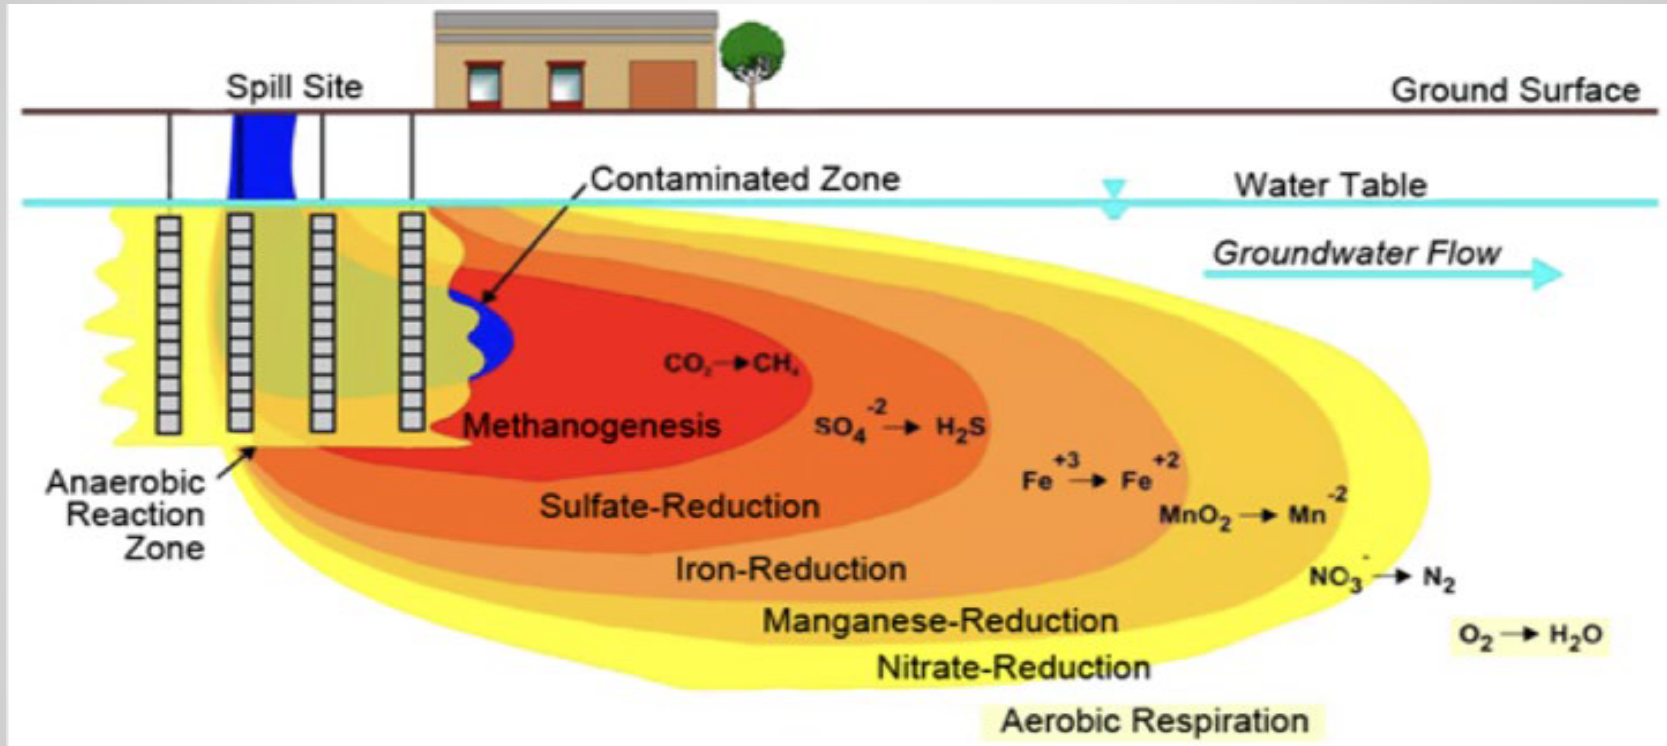 Spill Site
Ground Surface
Contaminated Zone
Water Table
Groundwater Flow
CO₂→CH₄
Methanogenesis
SO₄⁻² → H₂S
Anaerobic
Reaction
Zone
Fe⁺³ → Fe⁺²
Sulfate-Reduction
MnO₂ → Mn⁻²
Iron-Reduction
NO₃⁻ → N₂
Manganese-Reduction
O₂ → H₂O
Nitrate-Reduction
Aerobic Respiration